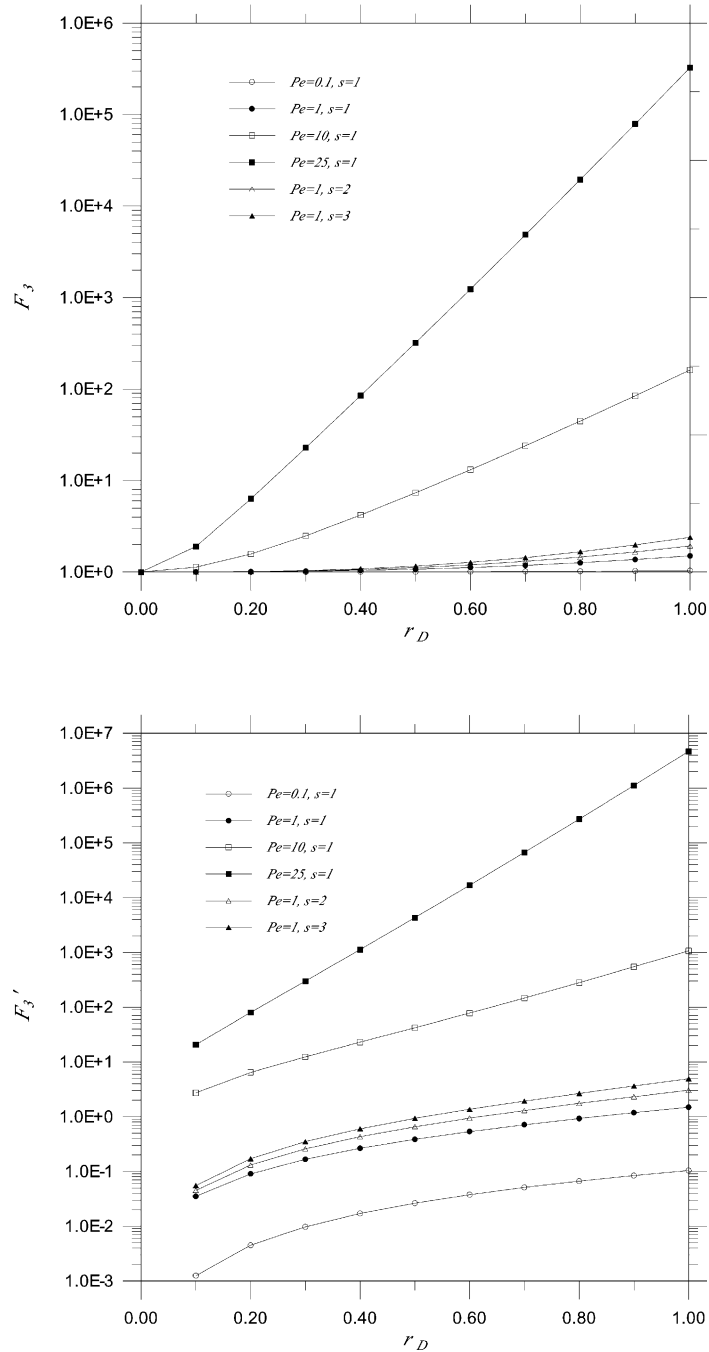 1.0E+6
1.0E+5
1.0E+4
1.0E+3
1.0E+2
1.0E+1
1.0E+0
F 3
Pe=0.1, s=1
Pe=1, s=1
Pe=10, s=1
Pe=25, s=1
Pe=1, s=2
Pe=1, s=3
0.00 0.20 0.40 0.60 0.80 1.00
r D
1.0E+7
1.0E+6
1.0E+5
1.0E+4
1.0E+3
1.0E+2
1.0E+1
1.0E+0
1.0E-1
1.0E-2
1.0E-3
F3'
Pe=0.1, s=1
Pe=1, s=1
Pe=10, s=1
Pe=25, s=1
Pe=1, s=2
Pe=1, s=3
0.00 0.20 0.40 0.60 0.80 1.00
r D